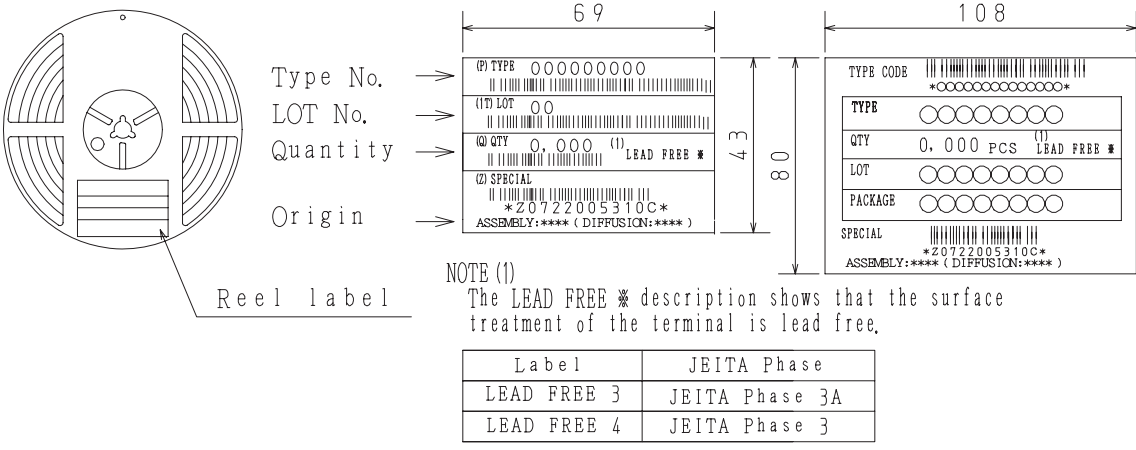 69
108
Type No.
LOT No.
Quantity
Origin
Reel label
(P) TYPE 000000000
(1T) LOT 00
(Q) QTY 0,000 (1) LEAD FREE ※
(Z) SPECIAL
*Z0722005310C*
ASSEMBLY:**** (DIFFUSION:****)
43
80
TYPE CODE
*○○○○○○○○○○○○○*
TYPE ○○○○○○○○
QTY 0,000 PCS (1) LEAD FREE ※
LOT ○○○○○○○○
PACKAGE ○○○○○○○○
SPECIAL
*Z0722005310C*
ASSEMBLY:**** (DIFFUSION:****)
NOTE (1)
The LEAD FREE ※ description shows that the surface
treatment of the terminal is lead free.
Label JEITA Phase
LEAD FREE 3 JEITA Phase 3A
LEAD FREE 4 JEITA Phase 3